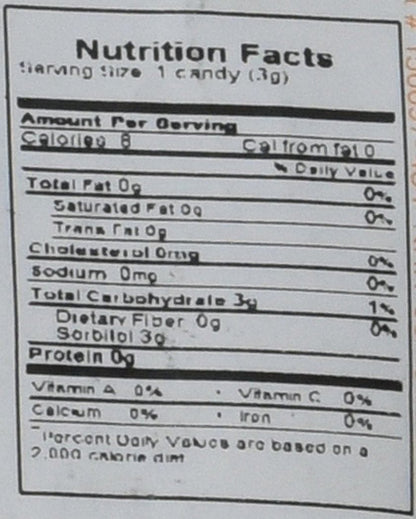 Nutrition Facts
Serving Size 1 candy (3g)
Amount Per Serving
Calories 8 Cal from fat 0
% Daily Value
Total Fat 0g 0%
Saturated Fat 0g 0%
Trans Fat 0g
Cholesterol 0mg 0%
Sodium 0mg 0%
Total Carbohydrate 3g 1%
Dietary Fiber 0g 0%
Sorbitol 3g
Protein 0g
Vitamin A 0% · Vitamin C 0%
Calcium 0% · Iron 0%
Percent Daily Values are based on a
2,000 calorie diet